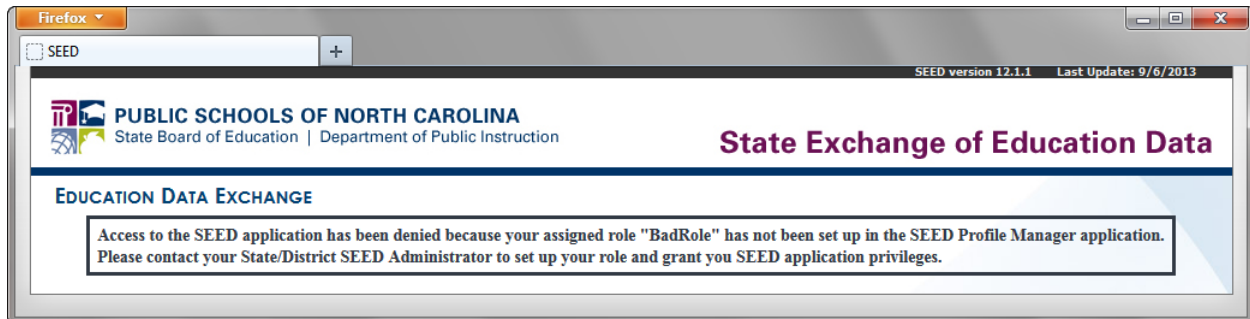 Firefox
SEED
SEED version 12.1.1 Last Update: 9/6/2013
PUBLIC SCHOOLS OF NORTH CAROLINA
State Board of Education | Department of Public Instruction
State Exchange of Education Data
EDUCATION DATA EXCHANGE
Access to the SEED application has been denied because your assigned role "BadRole" has not been set up in the SEED Profile Manager application.
Please contact your State/District SEED Administrator to set up your role and grant you SEED application privileges.